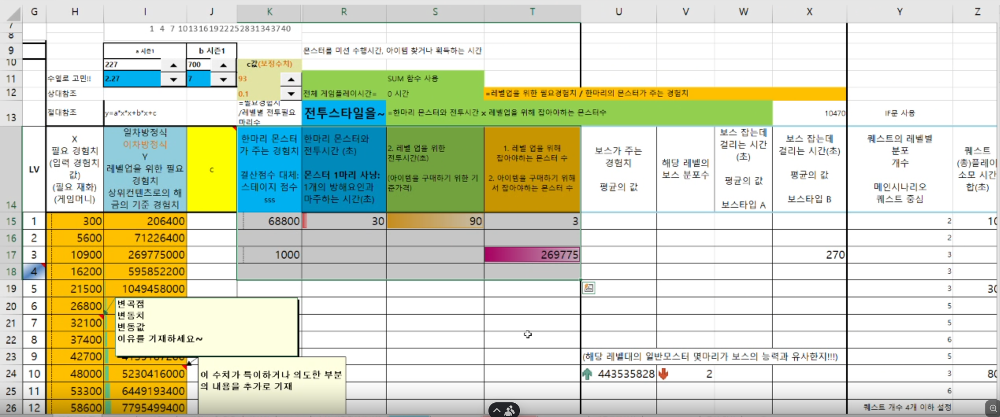 G H I J K R S T U V W X Y Z
7 1 4 7 10 13 16 19 22 25 28 31 34 37 40
8
9 a 시즌1 b 시즌1 몬스터를 미션 수행시간, 아이템 찾거나 획득하는 시간
10 227 700 c값(보정수치)
11 수열로 고민!! 2.27 7 93 SUM 함수 사용
12 상대참조 0.1 전체 게임플레이시간= 0 시간 =레벨업을 위한 필요경험치 / 한마리의 몬스터가 주는 경험치
13 절대참조 y=a*x*x+b*x+c =필요경험치
/레벨별 전투필요
마리수
전투스타일을~ =한마리 몬스터와 전투시간 x 레벨업을 위해 잡아야하는 몬스터수 10470 IF문 사용
14 LV
X
필요 경험치
(입력 경험치
값)
(필요 재화)
(게임머니)
일차방정식
이차방정식
Y
레벨업을 위한 필요
경험치
상위컨텐츠로의 해
금의 기준 경험치
c
한마리 몬스터
가 주는 경험치
결산점수 대체:
스테이지 점수
sss
한마리 몬스터와
전투시간 (초)
몬스터 1마리 사냥:
1개의 방해요인과
마주하는 시간(초)
2. 레벨 업을 위한
전투시간(초)
(아이템을 구매하기 위한 기
준가격)
1. 레벨 업을 위해
잡아야하는 몬스터 수
2. 아이템을 구매하기 위해
서 잡아야하는 몬스터 수
보스가 주는
경험치
평균의 값
해당 레벨의
보스 분포수
보스 잡는데
걸리는 시간
(초)
평균의 값
보스타입 A
보스 잡는데
걸리는 시간(초)
평균의 값
보스타입 B
퀘스트의 레벨별
분포
개수
메인시나리오
퀘스트 중심
퀘스트
(총)플레이
소모 시간
합(초)
15 1 300 206400 68800 30 90 3 2 10
16 2 5600 71226400 2
17 3 10900 269775000 1000 269775 270 3
18 4 16200 595852200 3
19 5 21500 1049458000 3 30
20 6 26800 5
21 7 32100 5
22 8 37400 6
변곡점
변동치
변동값
이유를 기재하세요~
23 9 42700 (해당 레벨대의 일반모스터 몇마리가 보스의 능력과 유사한지!!!) 5
24 10 48000 5230416000 443535828 2 3 80
25 11 53300 6449193400 6
이 수치가 특이하거나 의도한 부분
의 내용을 추가로 기재
26 12 58600 7795499400 퀘스트 개수 4개 이하 설정